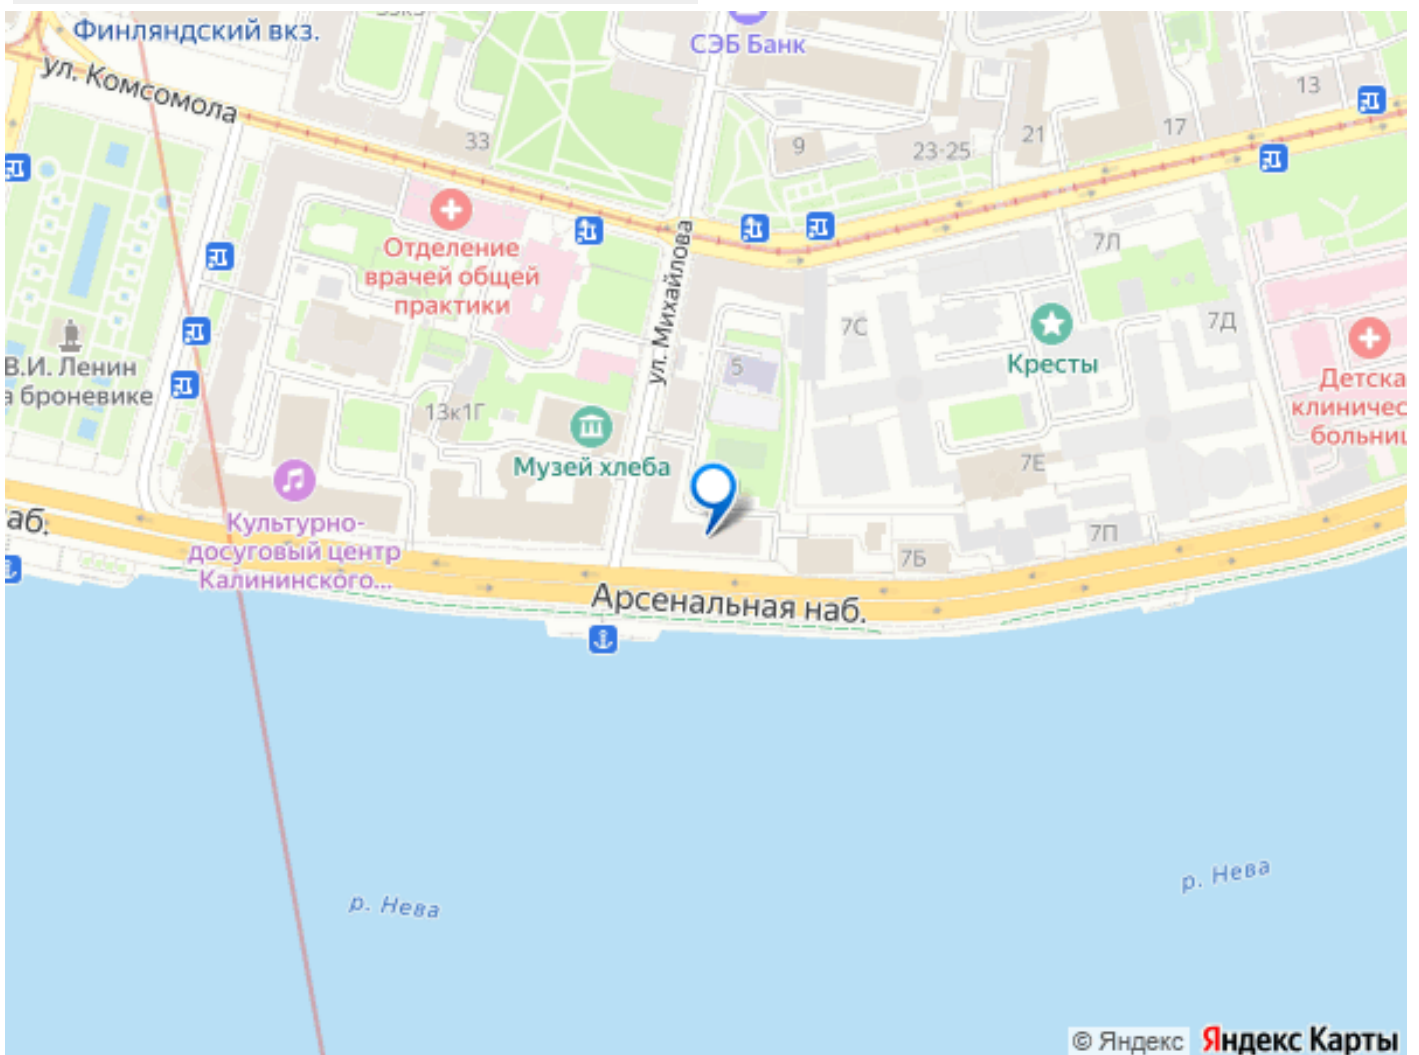 Финляндский вкз.
СЭБ Банк
ул. Комсомола
33
9
23-25
21
17
13
Отделение
врачей общей
практики
ул. Михайлова
7Л
7С
7Д
5
Кресты
В.И. Ленин
а броневике
Детска
клиничес
больниц
13к1Г
Музей хлеба
7Е
7П
7Б
Культурно-
досуговый центр
Калининского...
аб.
Арсенальная наб.
р. Нева
р. Нева
© Яндекс Яндекс Карты